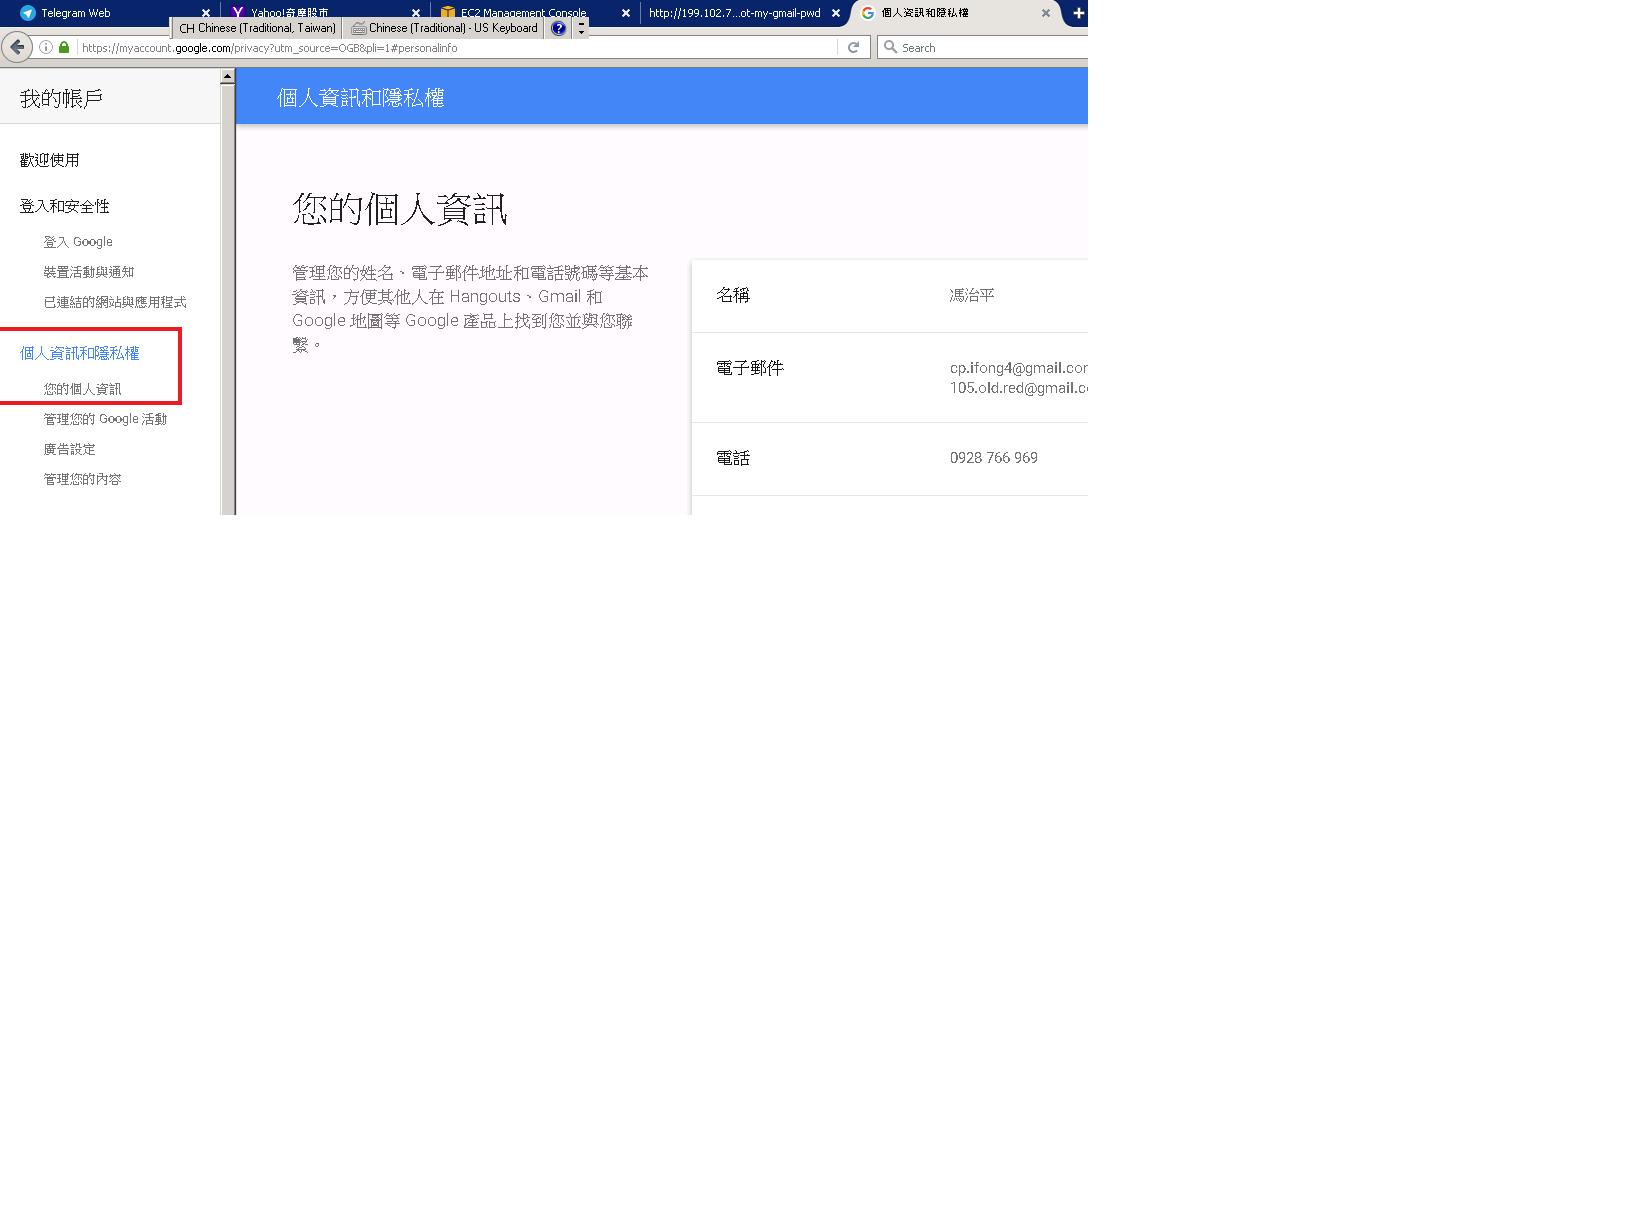 Telegram Web
Yahoo!奇摩股市
EC2 Management Console
http://199.102.7...ot-my-gmail-pwd
個人資訊和隱私權
CH Chinese (Traditional, Taiwan)
Chinese (Traditional) - US Keyboard
https://myaccount.google.com/privacy?utm_source=OGB&pli=1#personalinfo
Search
我的帳戶
歡迎使用
登入和安全性
登入 Google
裝置活動與通知
已連結的網站與應用程式
個人資訊和隱私權
您的個人資訊
管理您的 Google 活動
廣告設定
管理您的內容
個人資訊和隱私權
您的個人資訊
管理您的姓名、電子郵件地址和電話號碼等基本
資訊，方便其他人在 Hangouts、Gmail 和
Google 地圖等 Google 產品上找到您並與您聯
繫。
名稱
馮治平
電子郵件
cp.ifong4@gmail.cor
105.old.red@gmail.c
電話
0928 766 969